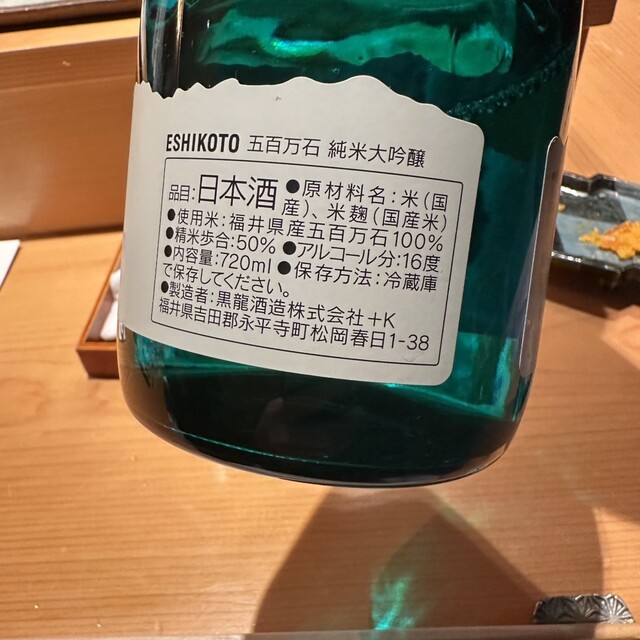 ESHIKOTO 五百万石 純米大吟醸
品目:日本酒 ●原材料名:米(国
産)、米麹(国産米)
●使用米:福井県産五百万石100%
●精米歩合:50% ●アルコール分:16度
●内容量:720ml ●保存方法:冷蔵庫
で保存してください。
●製造者:黒龍酒造株式会社 +K
福井県吉田郡永平寺町松岡春日1-38